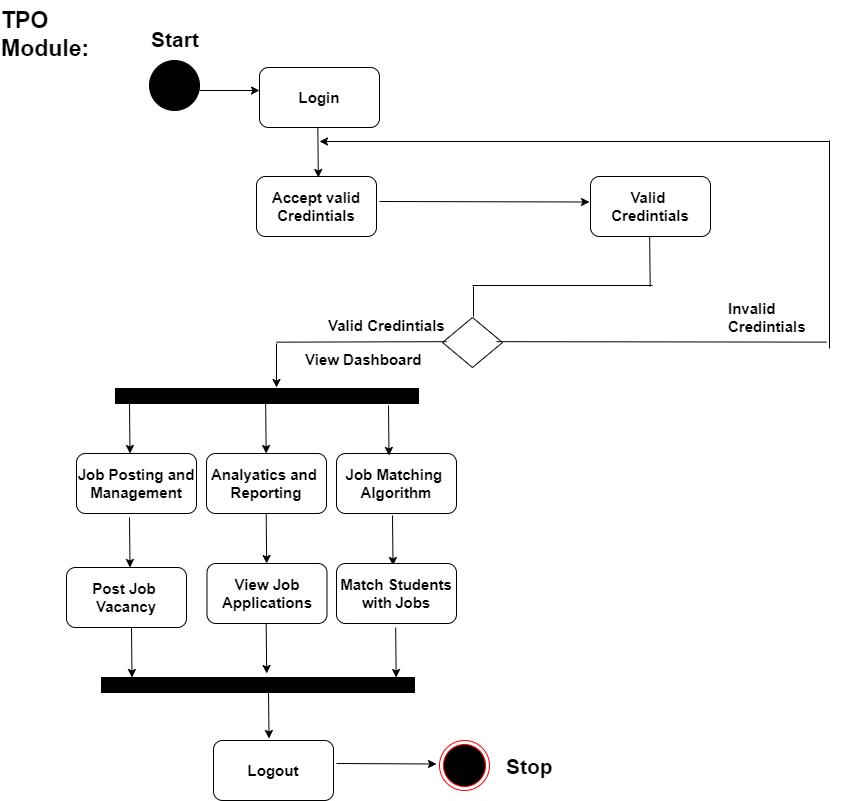 TPO
Module:
Start
Login
Accept valid
Credintials
Valid
Credintials
Invalid
Credintials
Valid Credintials
View Dashboard
Job Posting and
Management
Analyatics and
Reporting
Job Matching
Algorithm
Post Job
Vacancy
View Job
Applications
Match Students
with Jobs
Logout
Stop